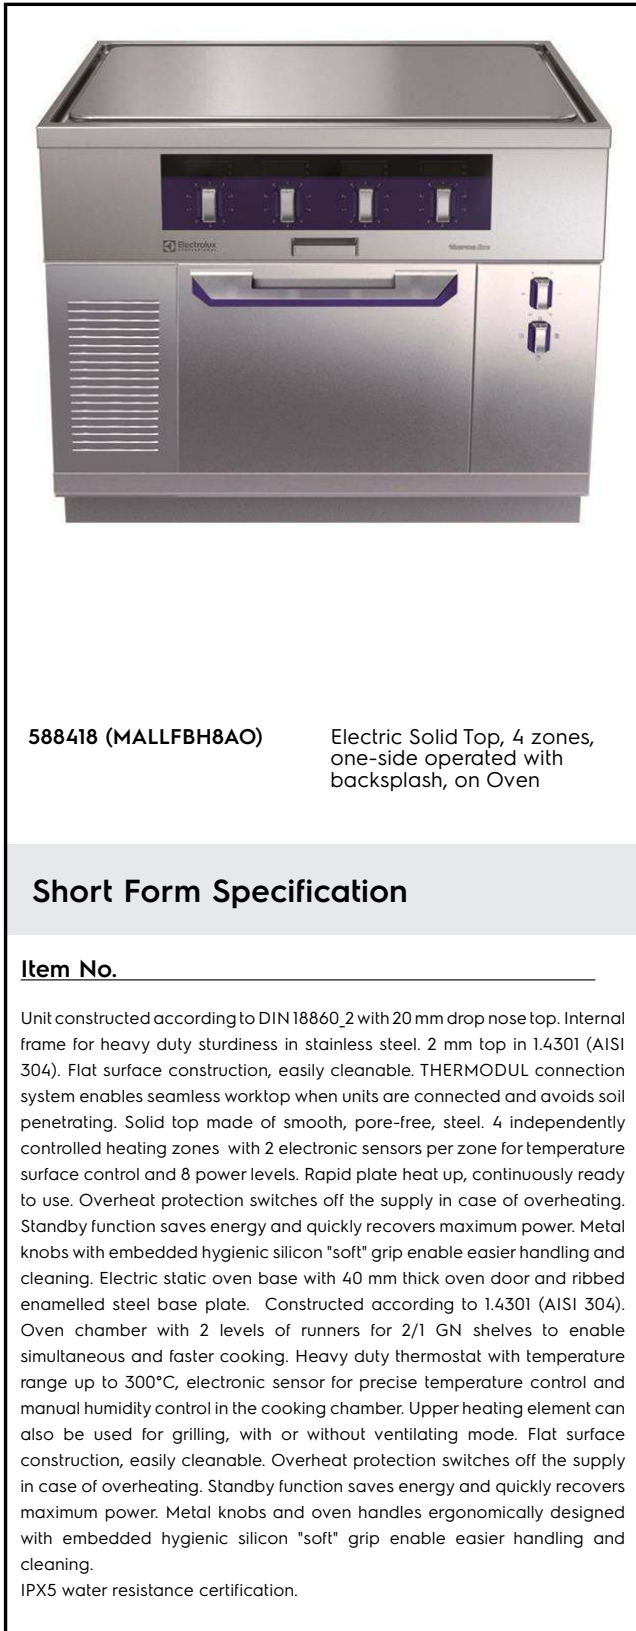 Electrolux
PROFESSIONAL
thermaline
588418 (MALLFBH8AO)
Electric Solid Top, 4 zones,
one-side operated with
backsplash, on Oven
Short Form Specification
Item No.
Unit constructed according to DIN 18860_2 with 20 mm drop nose top. Internal
frame for heavy duty sturdiness in stainless steel. 2 mm top in 1.4301 (AISI
304). Flat surface construction, easily cleanable. THERMODUL connection
system enables seamless worktop when units are connected and avoids soil
penetrating. Solid top made of smooth, pore-free, steel. 4 independently
controlled heating zones with 2 electronic sensors per zone for temperature
surface control and 8 power levels. Rapid plate heat up, continuously ready
to use. Overheat protection switches off the supply in case of overheating.
Standby function saves energy and quickly recovers maximum power. Metal
knobs with embedded hygienic silicon "soft" grip enable easier handling and
cleaning. Electric static oven base with 40 mm thick oven door and ribbed
enamelled steel base plate. Constructed according to 1.4301 (AISI 304).
Oven chamber with 2 levels of runners for 2/1 GN shelves to enable
simultaneous and faster cooking. Heavy duty thermostat with temperature
range up to 300°C, electronic sensor for precise temperature control and
manual humidity control in the cooking chamber. Upper heating element can
also be used for grilling, with or without ventilating mode. Flat surface
construction, easily cleanable. Overheat protection switches off the supply
in case of overheating. Standby function saves energy and quickly recovers
maximum power. Metal knobs and oven handles ergonomically designed
with embedded hygienic silicon "soft" grip enable easier handling and
cleaning.
IPX5 water resistance certification.